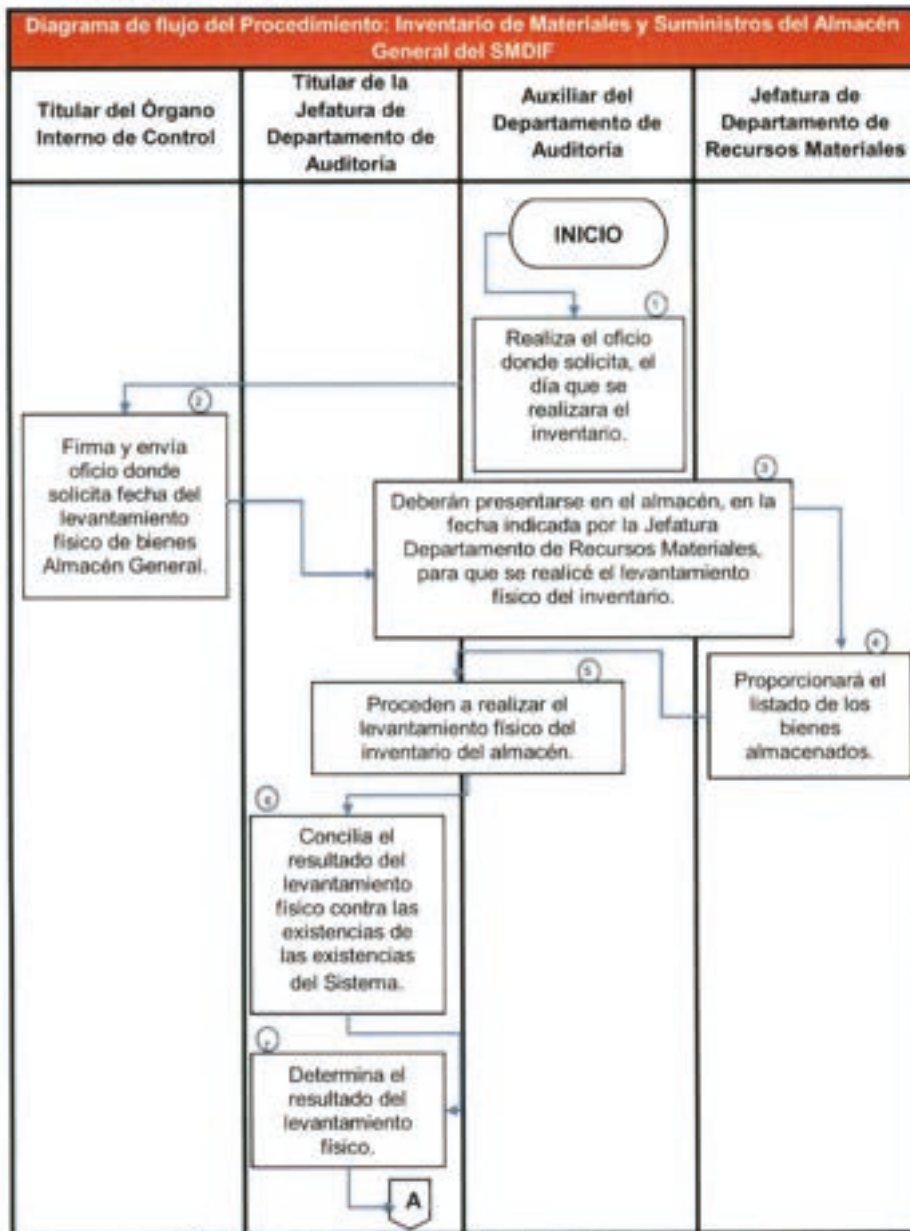 Diagrama de flujo del Procedimiento: Inventario de Materiales y Suministros del Almacén
General del SMDIF
Titular del Órgano
Interno de Control
Titular de la
Jefatura de
Departamento de
Auditoría
Auxiliar del
Departamento de
Auditoría
Jefatura de
Departamento de
Recursos Materiales
INICIO
1
Realiza el oficio
donde solicita, el
día que se
realizara el
inventario.
2
Firma y envía
oficio donde
solicita fecha del
levantamiento
físico de bienes
Almacén General.
3
Deberán presentarse en el almacén, en la
fecha indicada por la Jefatura
Departamento de Recursos Materiales,
para que se realicé el levantamiento
físico del inventario.
4
Proporcionará el
listado de los
bienes
almacenados.
5
Proceden a realizar el
levantamiento físico del
inventario del almacén.
6
Concilia el
resultado del
levantamiento
físico contra las
existencias de
las existencias
del Sistema.
7
Determina el
resultado del
levantamiento
físico.
A